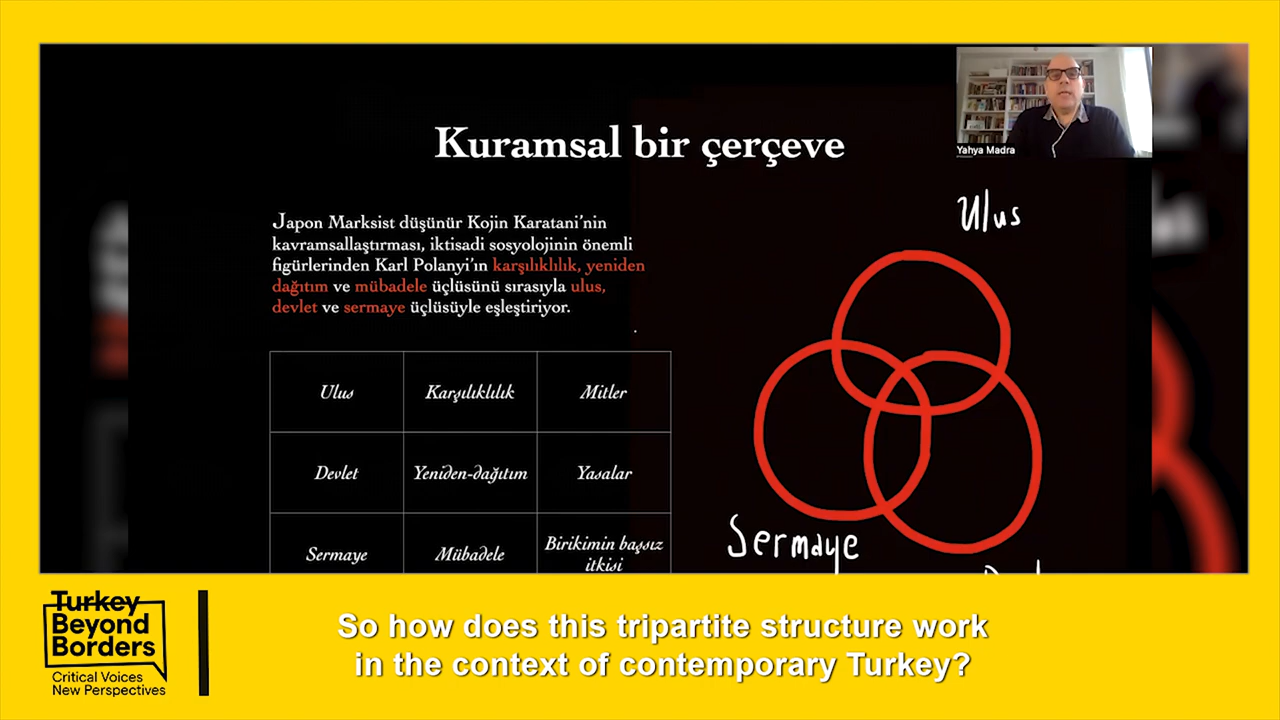 Yahya Madra
Kuramsal bir çerçeve
Japon Marksist düşünür Kojin Karatani'nin
kavramsallaştırması, iktisadi sosyolojinin önemli
figürlerinden Karl Polanyi'ın karşılıklılık, yeniden
dağıtım ve mübadele üçlüsünü sırasıyla ulus,
devlet ve sermaye üçlüsüyle eşleştiriyor.
Ulus
Ulus Karşılıklılık Mitler
Devlet Yeniden-dağıtım Yasalar
Sermaye Mübadele Birikimin başsız
itkisi
Sermaye
Turkey
Beyond
Borders
Critical Voices
New Perspectives
So how does this tripartite structure work
in the context of contemporary Turkey?